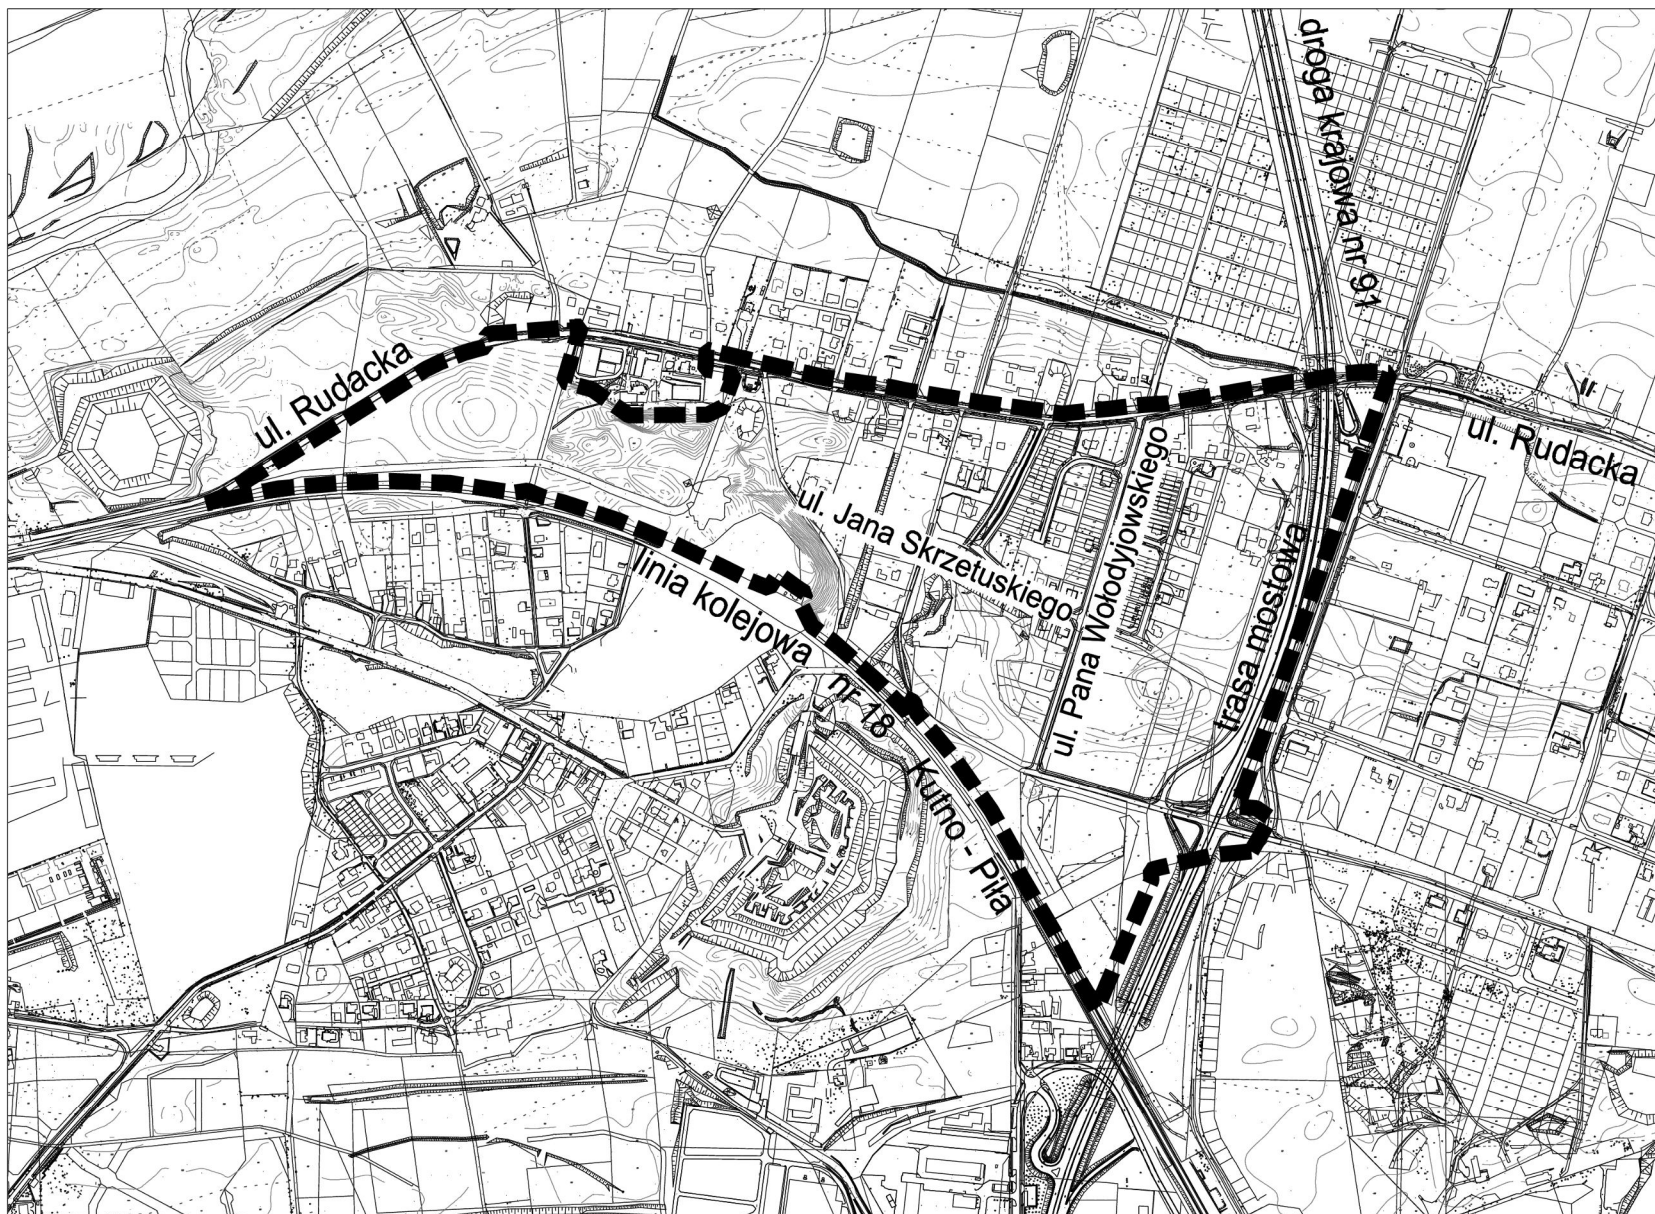 droga krajowa nr 91
ul. Rudacka
ul. Rudacka
ul. Jana Skrzetuskiego
ul. Pana Wołodyjowskiego
trasa mostowa
linia kolejowa nr 18 Kutno - Piła